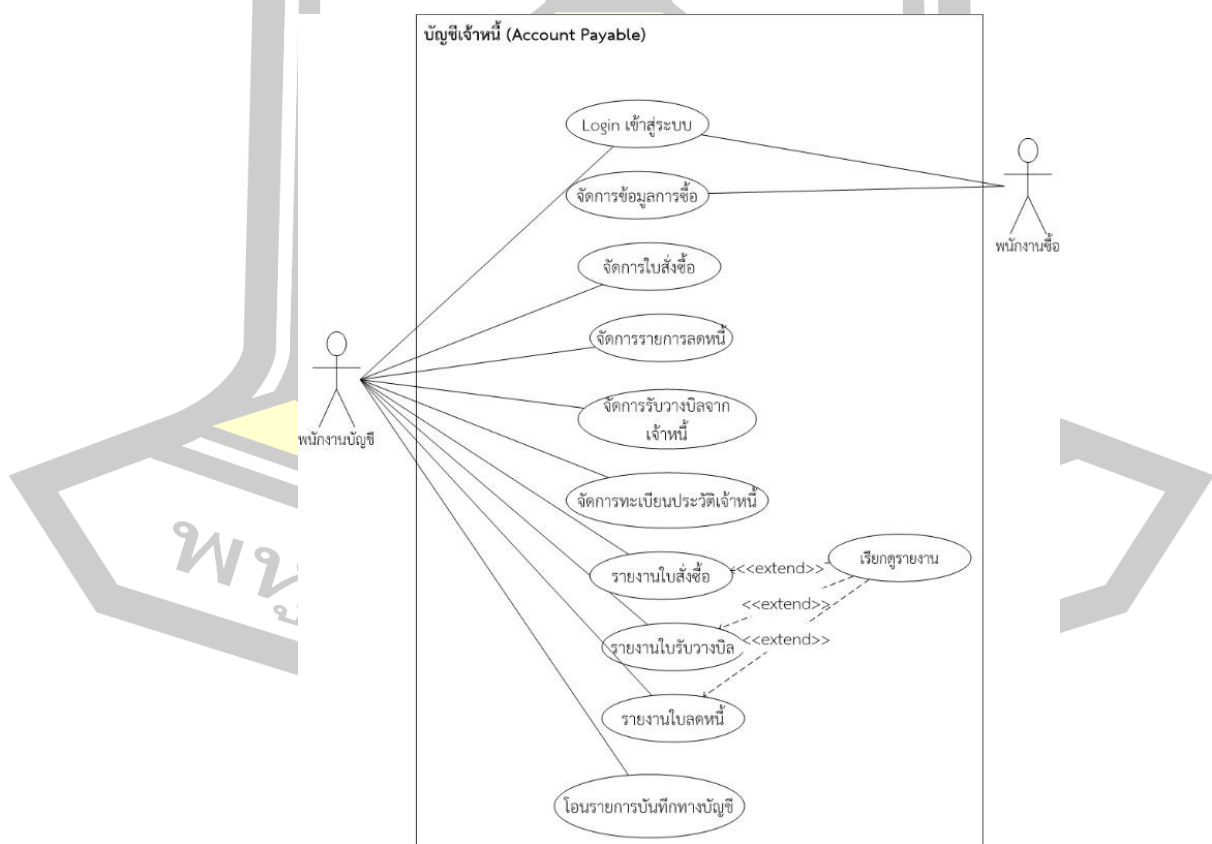 บัญชีเจ้าหนี้ (Account Payable)
Login เข้าสู่ระบบ
จัดการข้อมูลการซื้อ
พนักงานซื้อ
จัดการใบสั่งซื้อ
จัดการรายการลดหนี้
จัดการรับวางบิลจาก
เจ้าหนี้
พนักงานบัญชี
จัดการทะเบียนประวัติเจ้าหนี้
เรียกดูรายงาน
รายงานใบสั่งซื้อ
<<extend>>
<<extend>>
รายงานใบรับวางบิล
<<extend>>
รายงานใบลดหนี้
โอนรายการบันทึกทางบัญชี